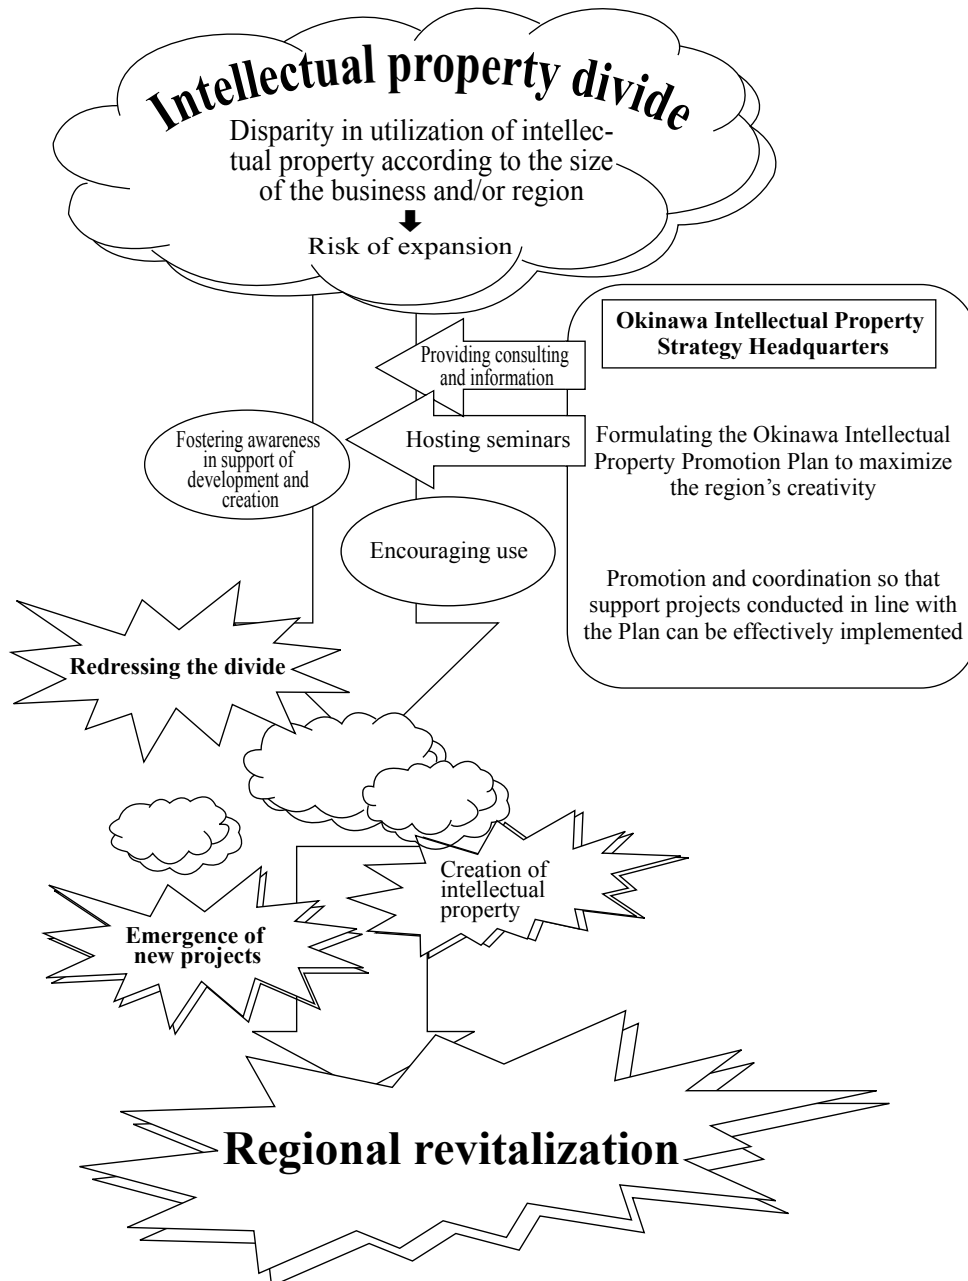 Intellectual property divide
Disparity in utilization of intellec-
tual property according to the size
of the business and/or region
Risk of expansion
Okinawa Intellectual Property
Strategy Headquarters
Providing consulting
and information
Hosting seminars
Formulating the Okinawa Intellectual
Property Promotion Plan to maximize
the region's creativity
Fostering awareness
in support of
development and
creation
Encouraging use
Promotion and coordination so that
support projects conducted in line with
the Plan can be effectively implemented
Redressing the divide
Creation of
intellectual
property
Emergence of
new projects
Regional revitalization